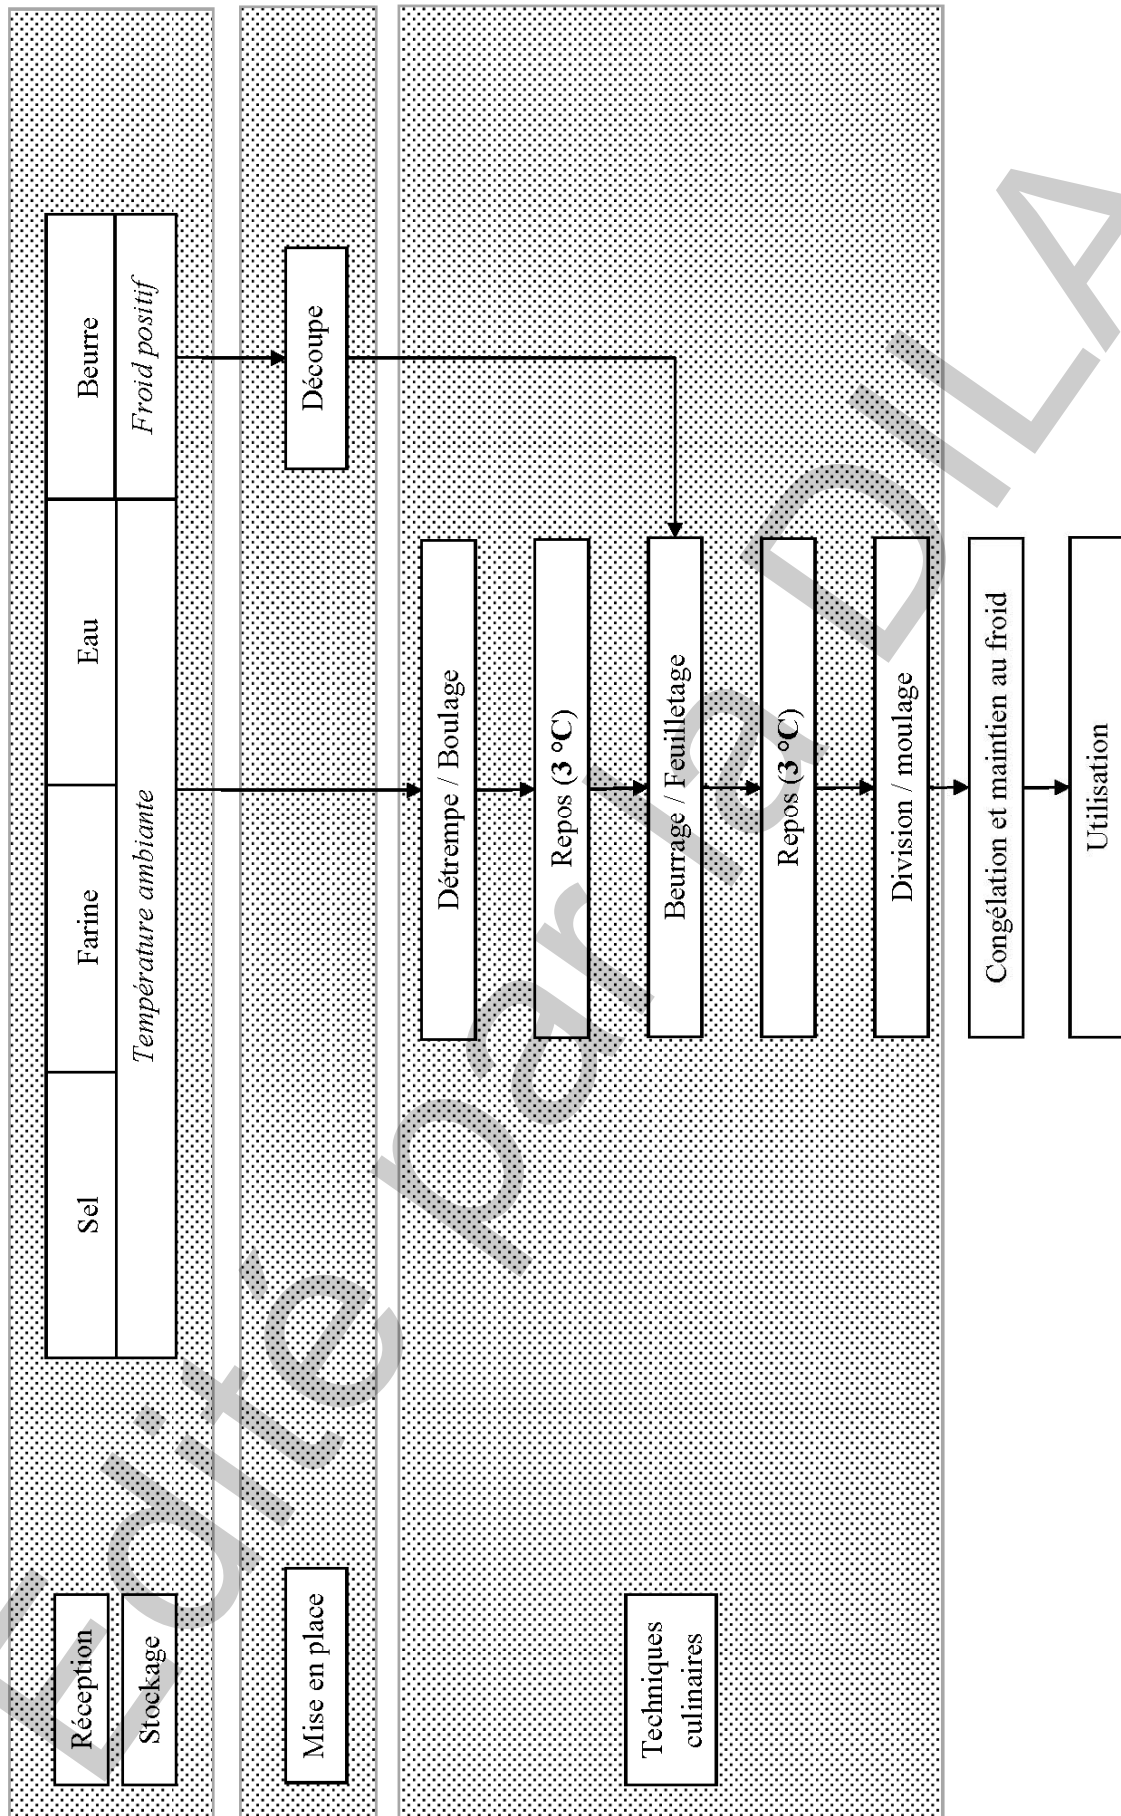 Réception
Sel
Farine
Eau
Beurre
Stockage
Température ambiante
Froid positif
Mise en place
Découpe
Techniques
culinaires
Détrempe / Boulage
Repos (3 °C)
Beurrage / Feuilletage
Repos (3 °C)
Division / moulage
Congélation et maintien au froid
Utilisation
Edité par la DILA